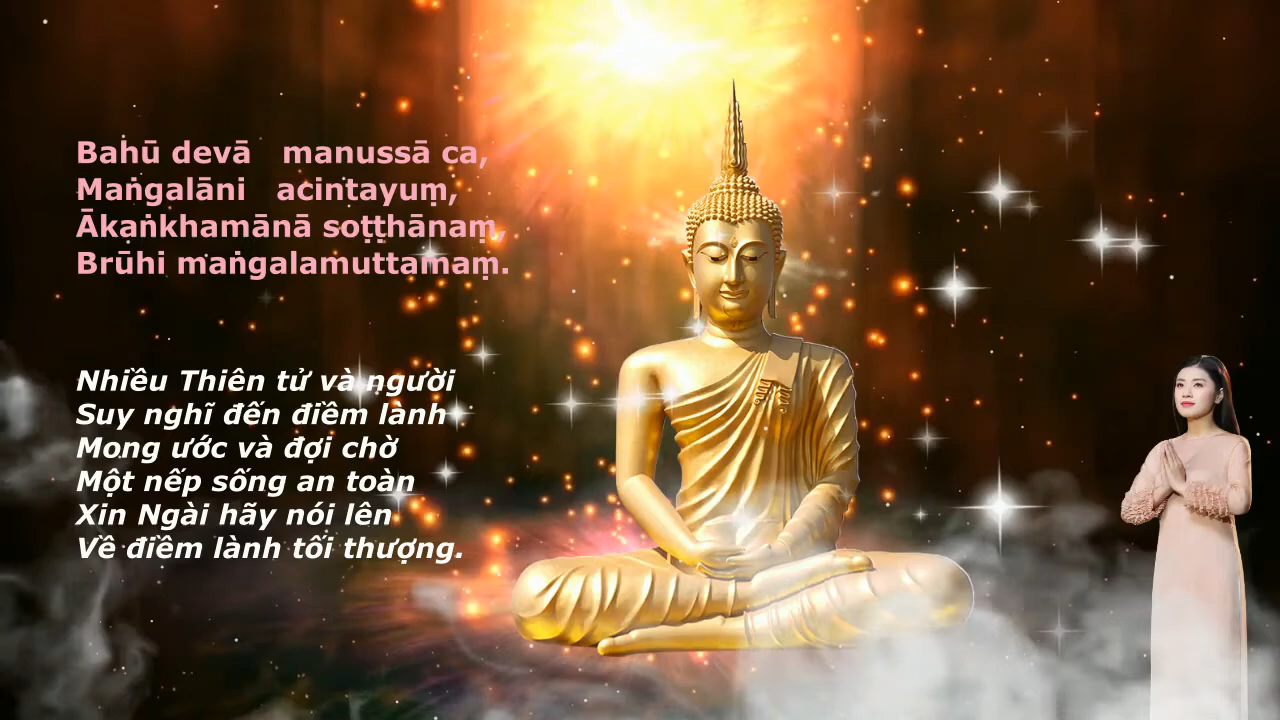 Bahū devā manussā ca,
Maṅgalāni acintayuṃ,
Ākaṅkhamānā soṭṭhānaṃ,
Brūhi maṅgalamuttamaṃ.
Nhiều Thiên tử và người
Suy nghĩ đến điềm lành
Mong ước và đợi chờ
Một nếp sống an toàn
Xin Ngài hãy nói lên
Về điềm lành tối thượng.